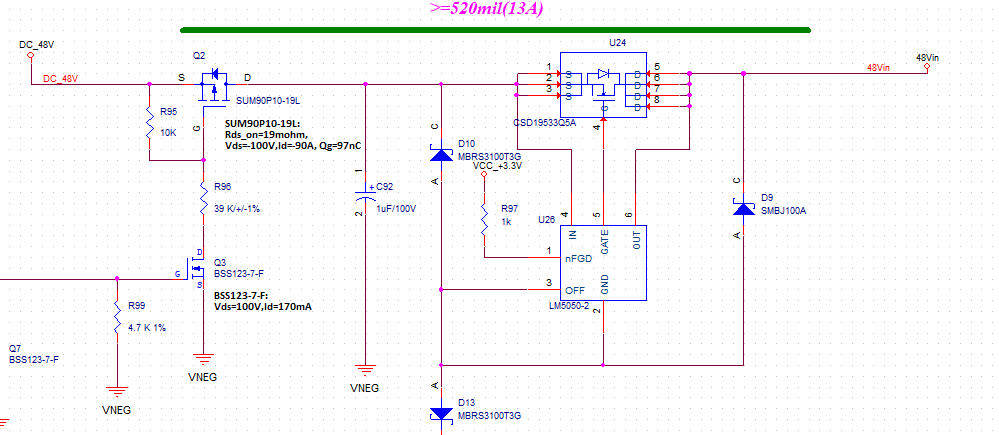 >=520mil(13A)
DC_48V
Q2
U24
48Vin
DC_48V
S
D
48Vin
SUM90P10-19L
G
R95
10K
SUM90P10-19L:
Rds_on=19mohm,
Vds=-100V,Id=-90A, Qg=97nC
1
2
3
S
S
S
D
D
D
D
5
6
7
8
G
4
CSD19533Q5A
C
D10
MBRS3100T3G
A
VCC_+3.3V
R96
39 K/+/-1%
1
+
C92
1uF/100V
2
R97
1k
U26
4
5
6
IN
GATE
OUT
1
nFGD
3
OFF
GND
LM5050-2
2
C
D9
SMBJ100A
A
D
G
S
Q3
BSS123-7-F
BSS123-7-F:
Vds=100V,Id=170mA
R99
4.7 K 1%
Q7
BSS123-7-F
VNEG
VNEG
VNEG
A
D13
MBRS3100T3G